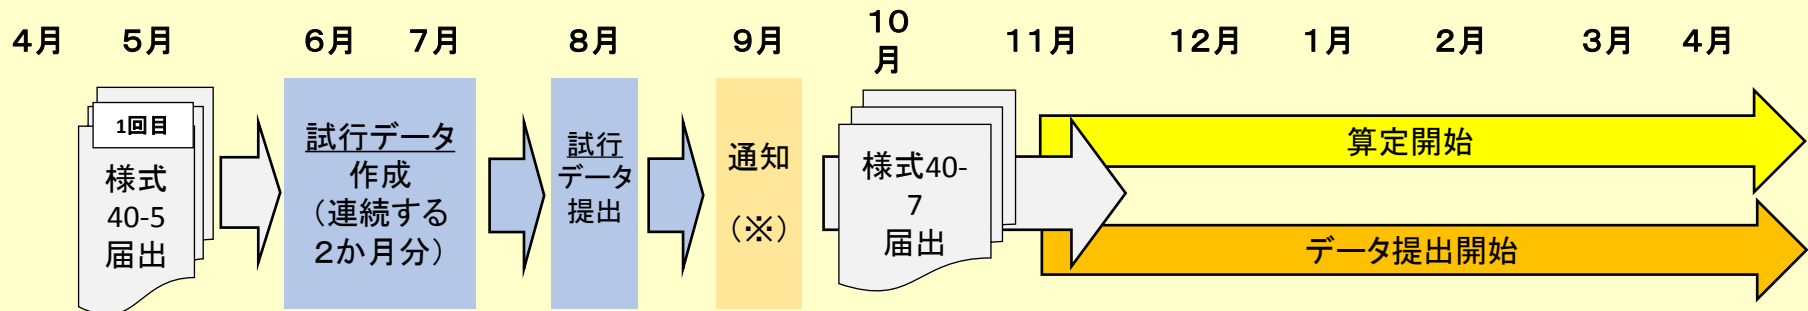 4月 5月 6月 7月 8月 9月 10
月 11月 12月 1月 2月 3月 4月
1回目
様式
40-5
届出
試行データ
作成
（連続する
2か月分）
試行
データ
提出
通知
（※）
様式40-
7
届出
算定開始
データ提出開始